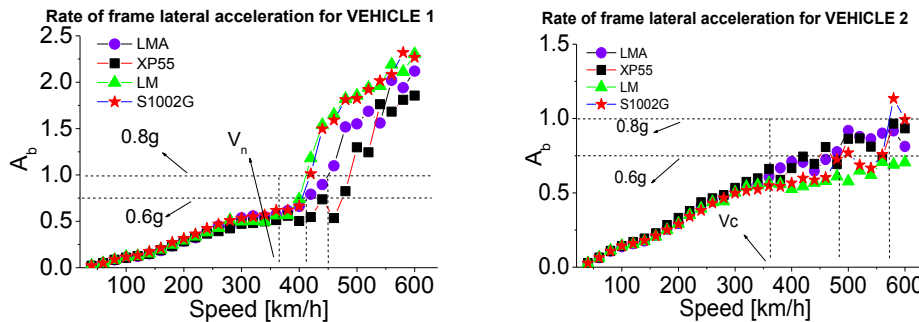 Rate of frame lateral acceleration for VEHICLE 1
2.5
2.0
1.5
1.0
0.5
0.0
A_b
LMA
XP55
LM
S1002G
0.8g
0.6g
V_n
100 200 300 400 500 600
Speed [km/h]
Rate of frame lateral acceleration for VEHICLE 2
1.5
1.0
0.5
0.0
A_b
LMA
XP55
LM
S1002G
0.8g
0.6g
Vc
100 200 300 400 500 600
Speed [km/h]